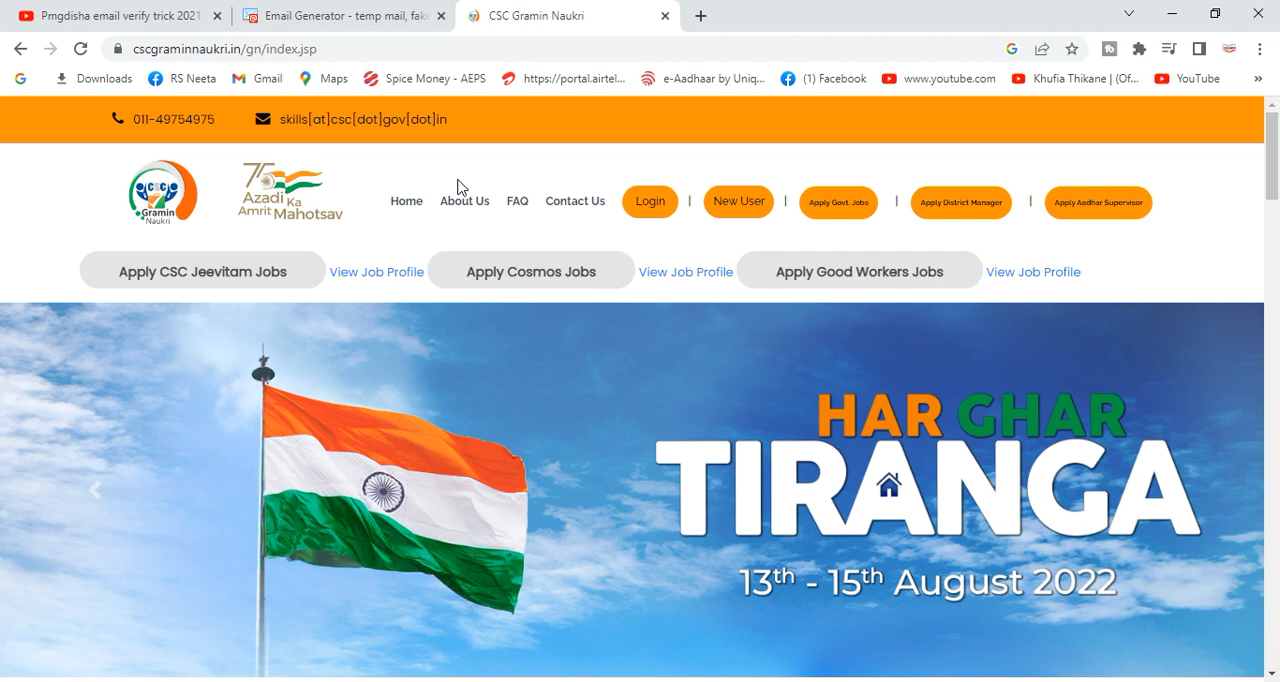 Pmgdisha email verify trick 2021
Email Generator - temp mail, fak
CSC Gramin Naukri
cscgraminnaukri.in/gn/index.jsp
Downloads RS Neeta Gmail Maps Spice Money - AEPS https://portal.airtel... e-Aadhaar by Uniq... (1) Facebook www.youtube.com Khufia Thikane | (Of... YouTube »
011-49754975 skills[at]csc[dot]gov[dot]in
CSC
Gramin
Naukri
75
Azadi Ka
Amrit Mahotsav
Home About Us FAQ Contact Us Login | New User | Apply Govt. Jobs | Apply District Manager | Apply Aadhar Supervisor
Apply CSC Jeevitam Jobs View Job Profile Apply Cosmos Jobs View Job Profile Apply Good Workers Jobs View Job Profile
HAR GHAR
TIRANGA
13th - 15th August 2022